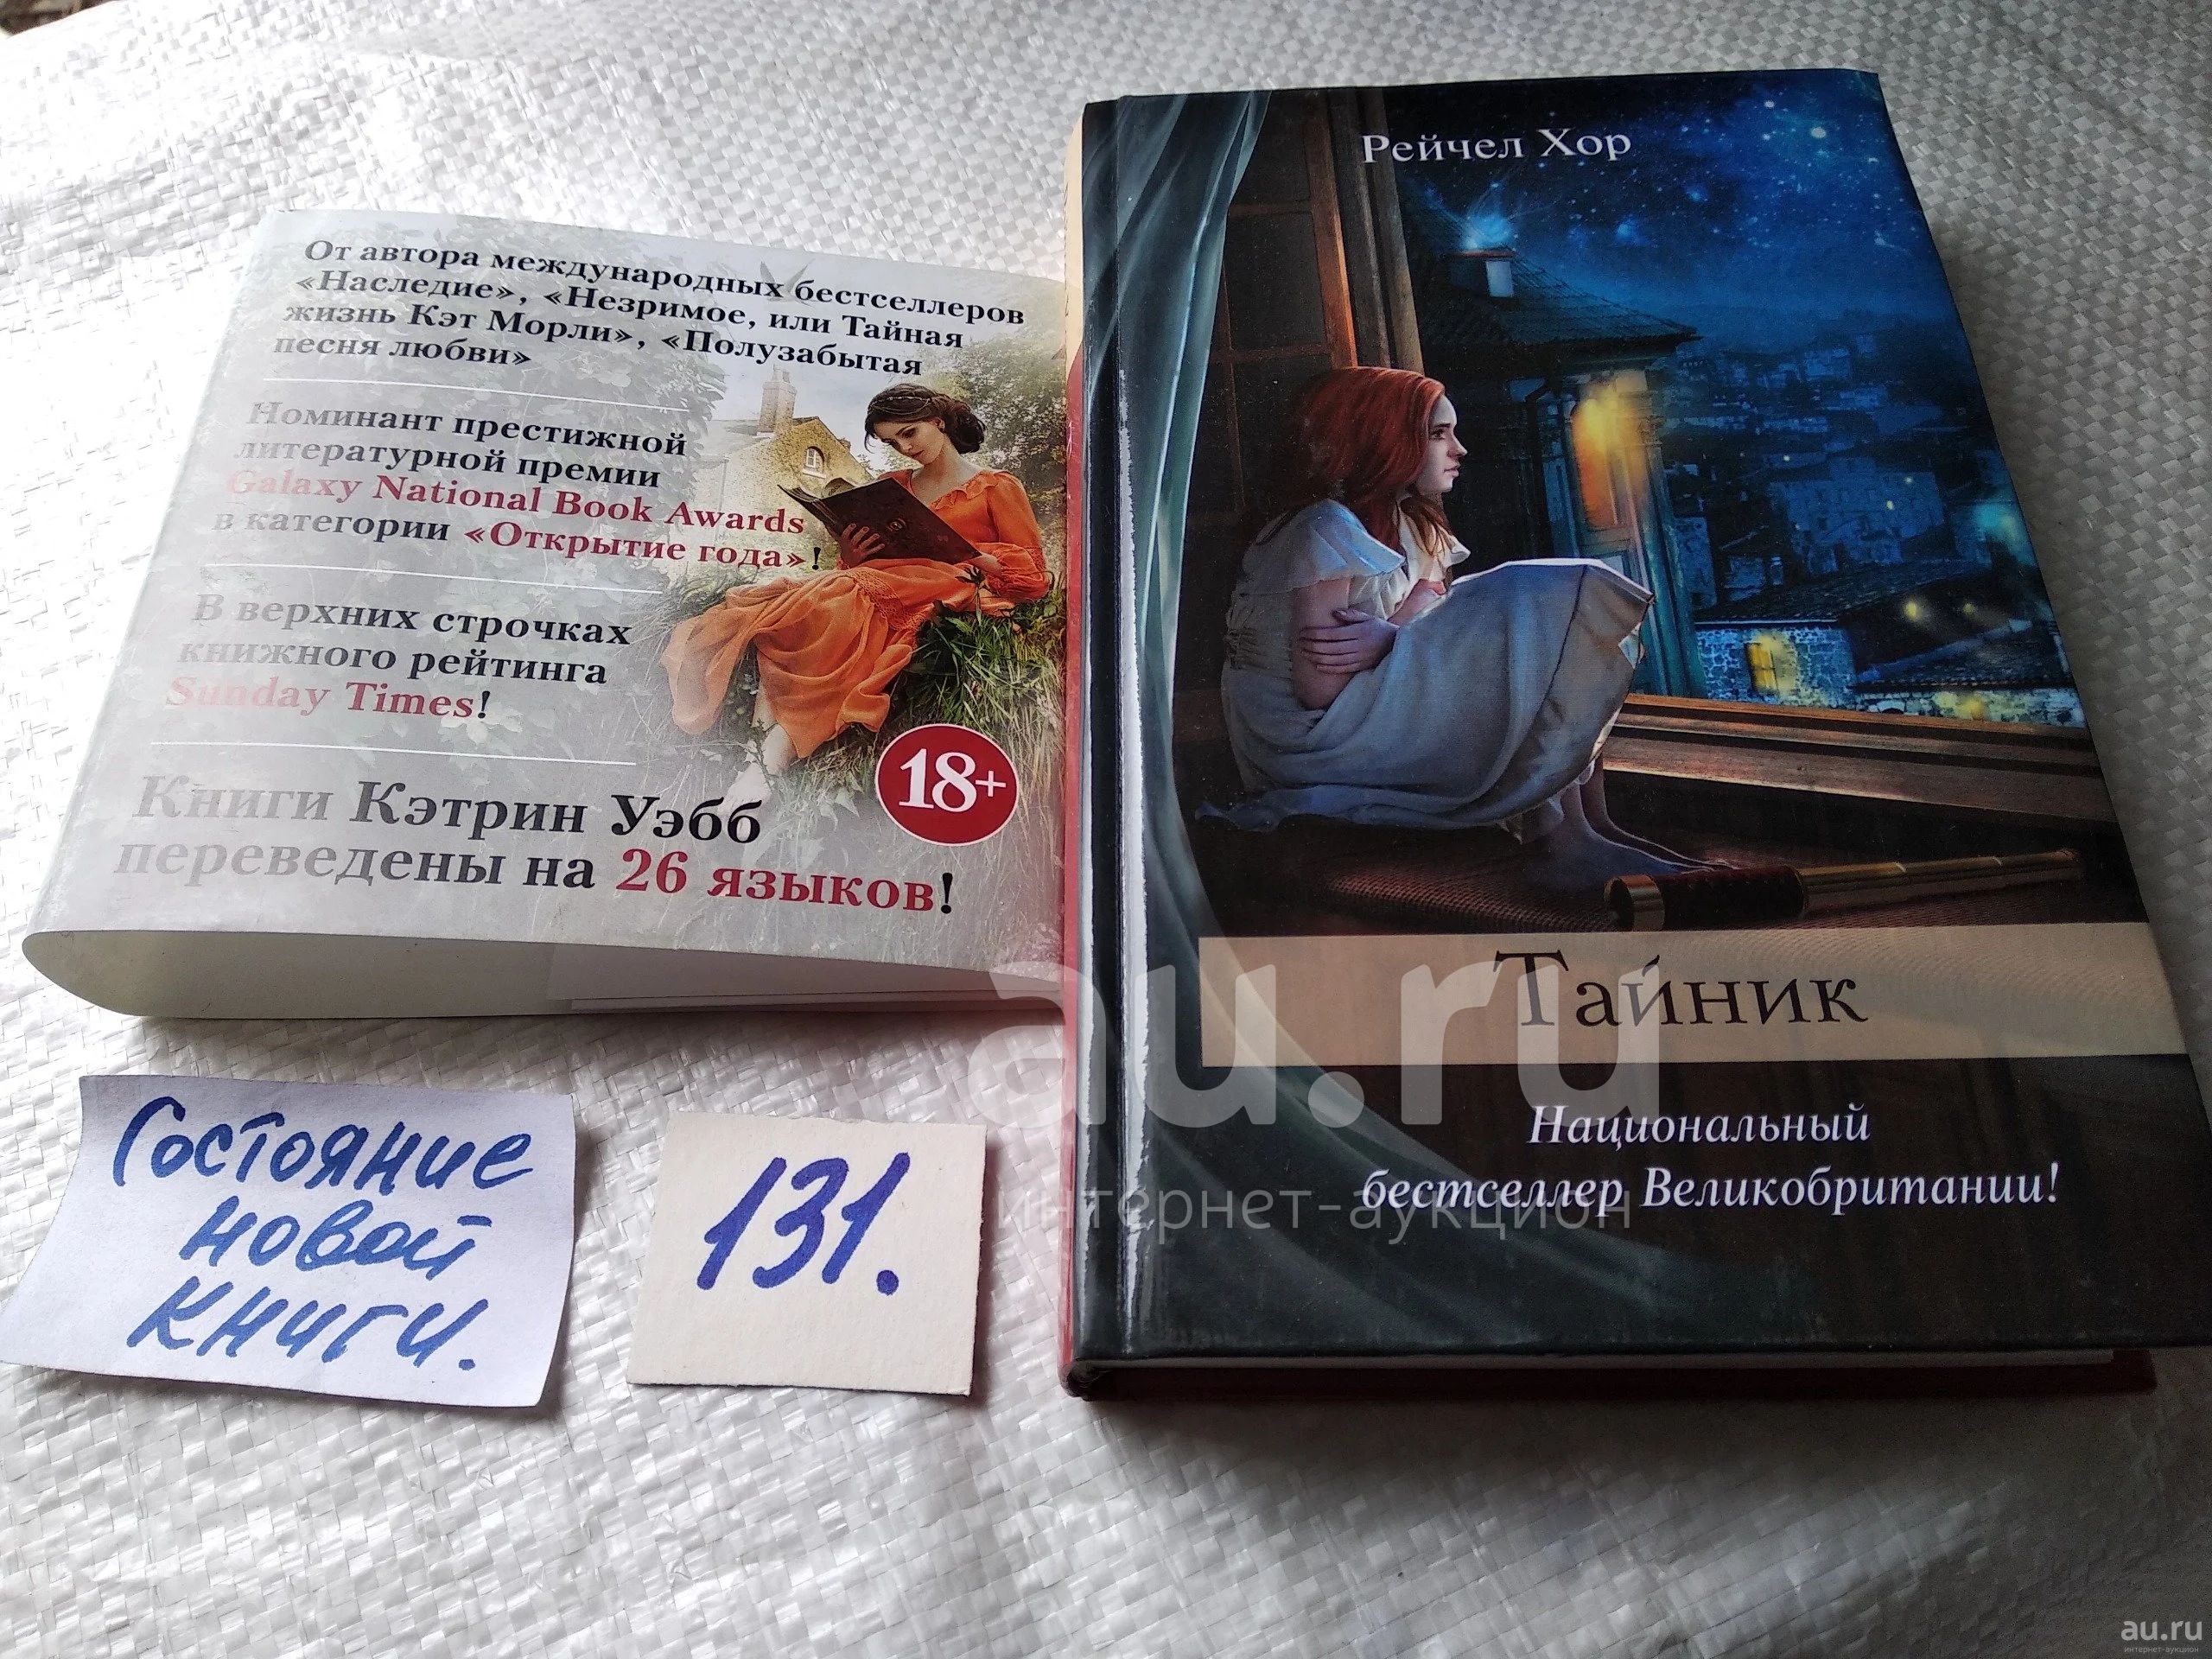 От автора международных бестселлеров
«Наследие», «Незримое, или Тайная
жизнь Кэт Морли», «Полузабытая
песня любви»
Номинант престижной
литературной премии
Galaxy National Book Awards
в категории «Открытие года»!
В верхних строчках
книжного рейтинга
Sunday Times!
Книги Кэтрин Уэбб
переведены на 26 языков!
18+
Рейчел Хор
Тайник
Национальный
бестселлер Великобритании!
Состояние
новой
книги.
131.
au.ru
интернет-аукцион
au.ru
интернет-аукцион